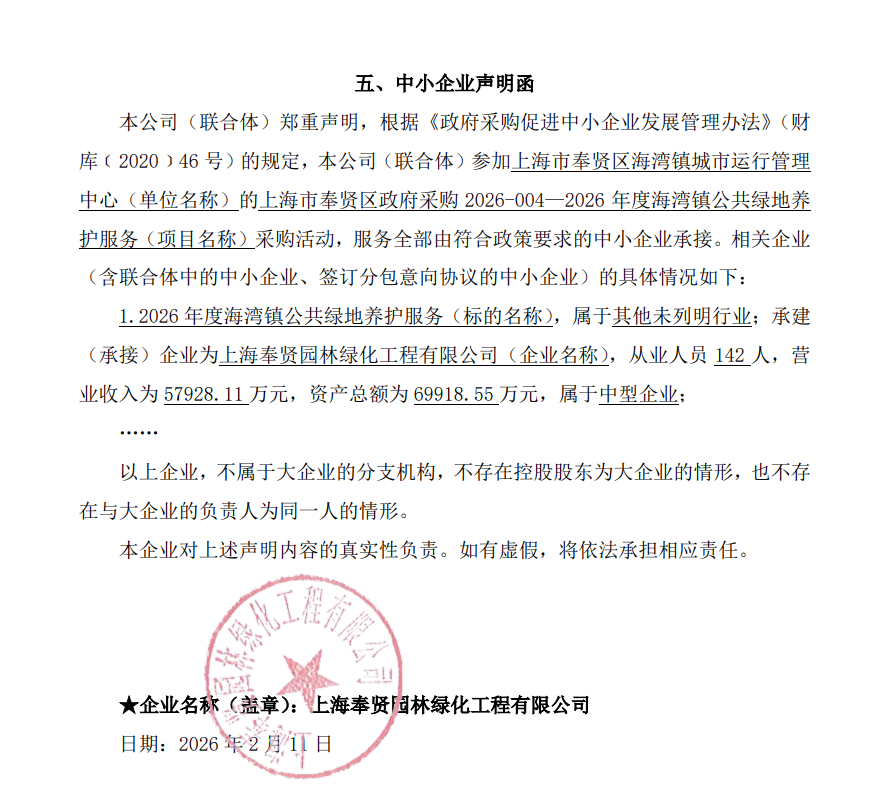 五、中小企业声明函
本公司（联合体）郑重声明，根据《政府采购促进中小企业发展管理办法》（财
库﹝2020﹞46 号）的规定，本公司（联合体）参加上海市奉贤区海湾镇城市运行管理
中心（单位名称）的上海市奉贤区政府采购 2026-004—2026 年度海湾镇公共绿地养
护服务（项目名称）采购活动，服务全部由符合政策要求的中小企业承接。相关企业
（含联合体中的中小企业、签订分包意向协议的中小企业）的具体情况如下：
1.2026 年度海湾镇公共绿地养护服务（标的名称），属于其他未列明行业；承建
（承接）企业为上海奉贤园林绿化工程有限公司（企业名称），从业人员 142 人，营
业收入为 57928.11 万元，资产总额为 69918.55 万元，属于中型企业；
……
以上企业，不属于大企业的分支机构，不存在控股股东为大企业的情形，也不存
在与大企业的负责人为同一人的情形。
本企业对上述声明内容的真实性负责。如有虚假，将依法承担相应责任。
上海奉贤园林绿化工程有限公司
★企业名称（盖章）：上海奉贤园林绿化工程有限公司
日期：2026 年 2 月 11 日